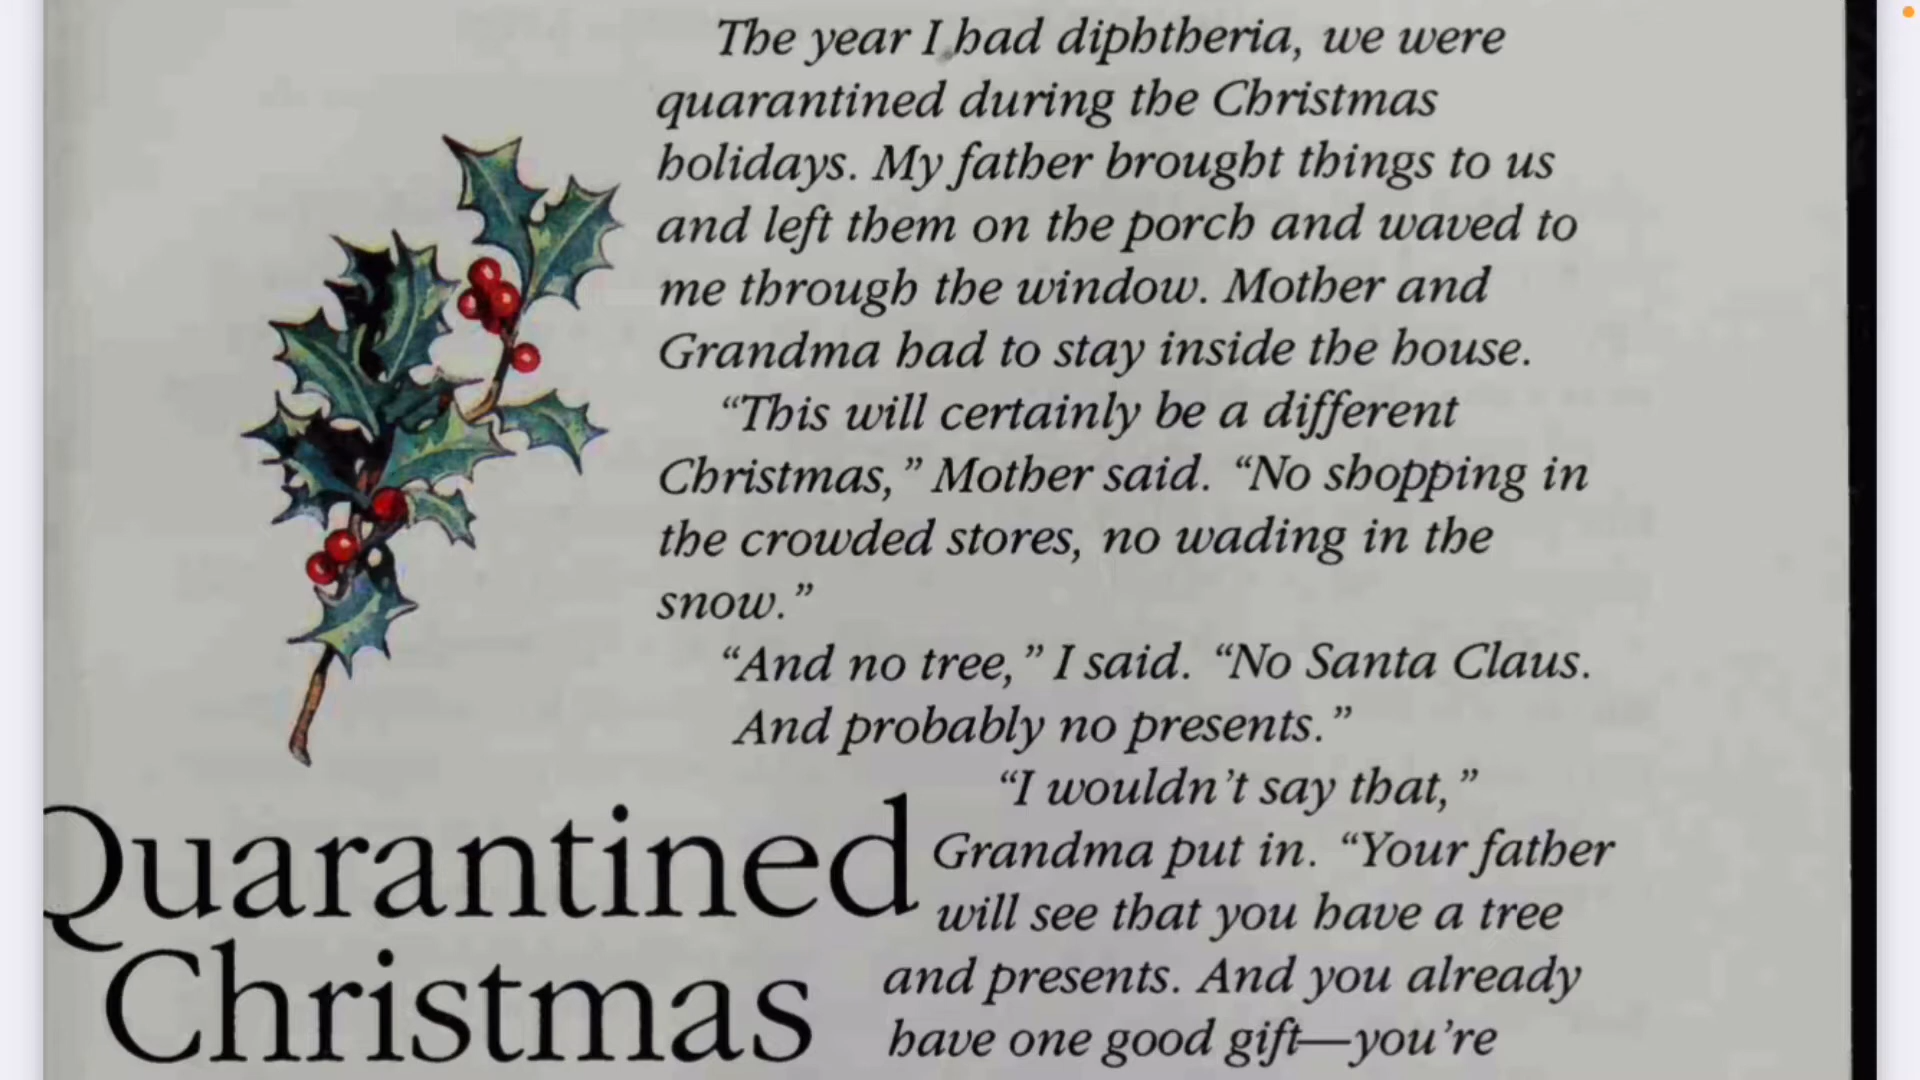 The year I had diphtheria, we were
quarantined during the Christmas
holidays. My father brought things to us
and left them on the porch and waved to
me through the window. Mother and
Grandma had to stay inside the house.
“This will certainly be a different
Christmas,” Mother said. “No shopping in
the crowded stores, no wading in the
snow.”
“And no tree,” I said. “No Santa Claus.
And probably no presents.”
“I wouldn’t say that,”
Grandma put in. “Your father
will see that you have a tree
and presents. And you already
have one good gift—you’re
Quarantined
Christmas